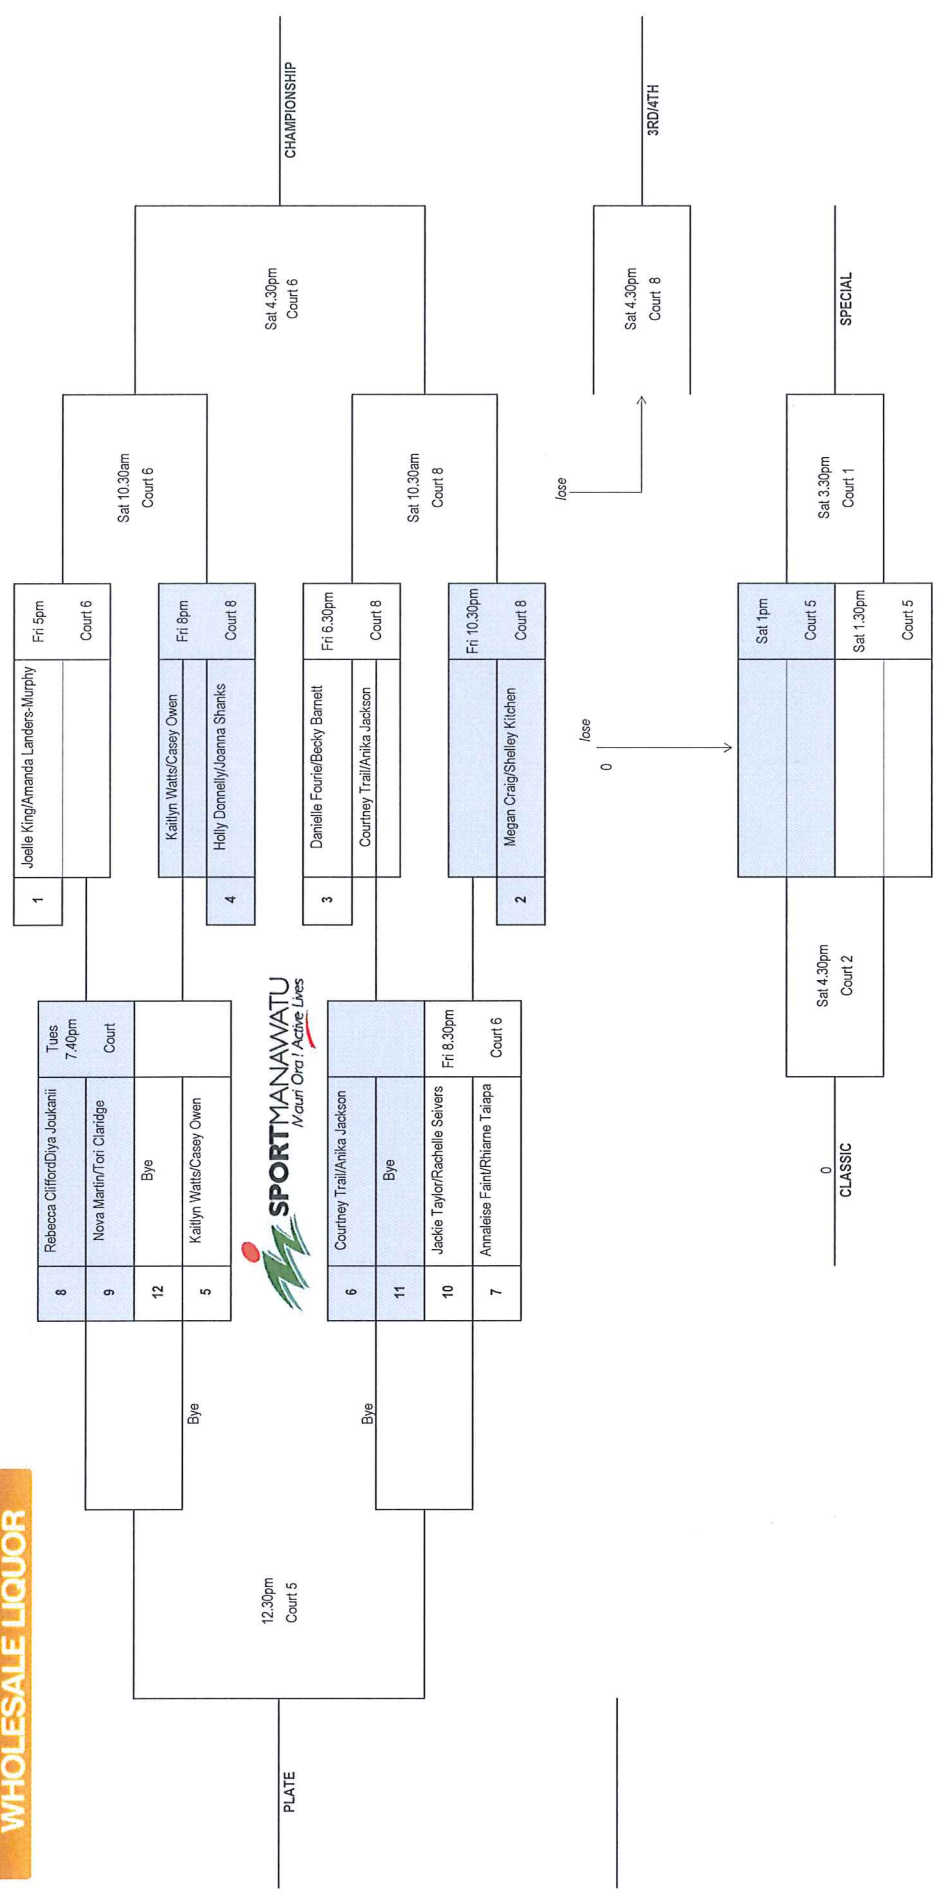 WHOLESALE LIQUOR
8
Rebecca CliffordDiya Joukanii
Tues
7.40pm
Court
9
Nova Martin/Tori Claridge
12
Bye
5
Kaitlyn Watts/Casey Owen
Bye
1
Joelle King/Amanda Landers-Murphy
Fri 5pm
Court 6
Kaitlyn Watts/Casey Owen
Fri 8pm
4
Holly Donnelly/Joanna Shanks
Court 8
Sat 10.30am
Court 6
SPORTMANAWATU
Mauri Ora! Active Lives
12.30pm
Court 5
PLATE
Sat 4.30pm
Court 6
CHAMPIONSHIP
6
Courtney Trail/Anika Jackson
11
Bye
Bye
10
Jackie Taylor/Rachelle Seivers
Fri 8.30pm
7
Annaleise Faint/Rhiarne Taiapa
Court 6
3
Danielle Fourie/Becky Barnett
Fri 6.30pm
Courtney Trail/Anika Jackson
Court 8
Fri 10.30pm
2
Megan Craig/Shelley Kitchen
Court 8
Sat 10.30am
Court 8
lose
Sat 4.30pm
Court 8
3RD/4TH
lose
0
Sat 1pm
Court 5
Sat 1.30pm
Court 5
Sat 3.30pm
Court 1
SPECIAL
Sat 4.30pm
Court 2
0
CLASSIC